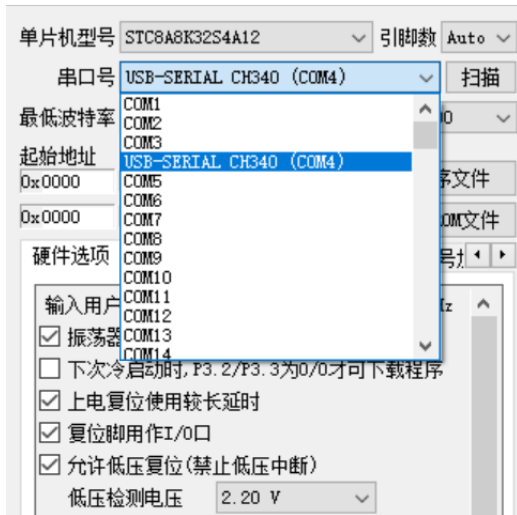 单片机型号 STC8A8K32S4A12 引脚数 Auto
串口号 USB-SERIAL CH340 (COM4) 扫描
最低波特率
COM1
COM2
COM3
USB-SERIAL CH340 (COM4)
COM5
COM6
COM7
COM8
COM9
COM10
COM11
COM12
COM13
COM14
起始地址
0x0000 序文件
0x0000 OM文件
硬件选项
输入用户
振荡器
下次冷启动时,P3.2/P3.3为0/0才可下载程序
上电复位使用较长延时
复位脚用作I/O口
允许低压复位(禁止低压中断)
低压检测电压 2.20 V